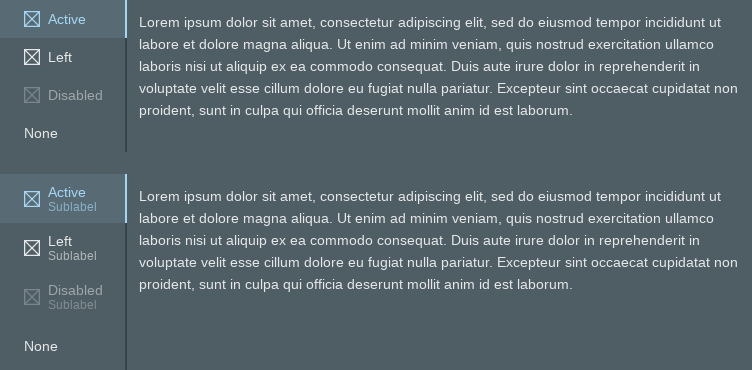 Active
Left
Disabled
None
Lorem ipsum dolor sit amet, consectetur adipiscing elit, sed do eiusmod tempor incididunt ut
labore et dolore magna aliqua. Ut enim ad minim veniam, quis nostrud exercitation ullamco
laboris nisi ut aliquip ex ea commodo consequat. Duis aute irure dolor in reprehenderit in
voluptate velit esse cillum dolore eu fugiat nulla pariatur. Excepteur sint occaecat cupidatat non
proident, sunt in culpa qui officia deserunt mollit anim id est laborum.
Active
Sublabel
Left
Sublabel
Disabled
Sublabel
None
Lorem ipsum dolor sit amet, consectetur adipiscing elit, sed do eiusmod tempor incididunt ut
labore et dolore magna aliqua. Ut enim ad minim veniam, quis nostrud exercitation ullamco
laboris nisi ut aliquip ex ea commodo consequat. Duis aute irure dolor in reprehenderit in
voluptate velit esse cillum dolore eu fugiat nulla pariatur. Excepteur sint occaecat cupidatat non
proident, sunt in culpa qui officia deserunt mollit anim id est laborum.